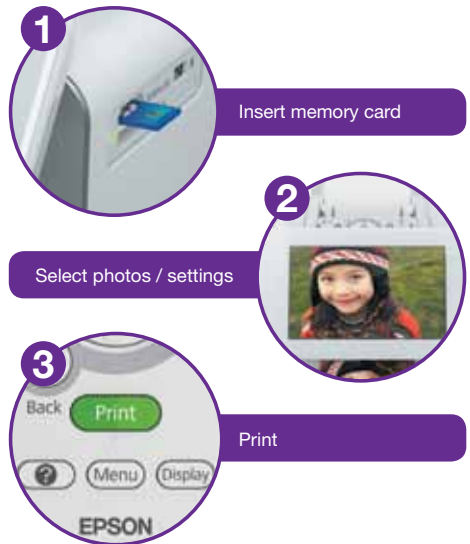 1
Insert memory card
2
Select photos / settings
3
Back
Print
Print
?
Menu
Display
EPSON